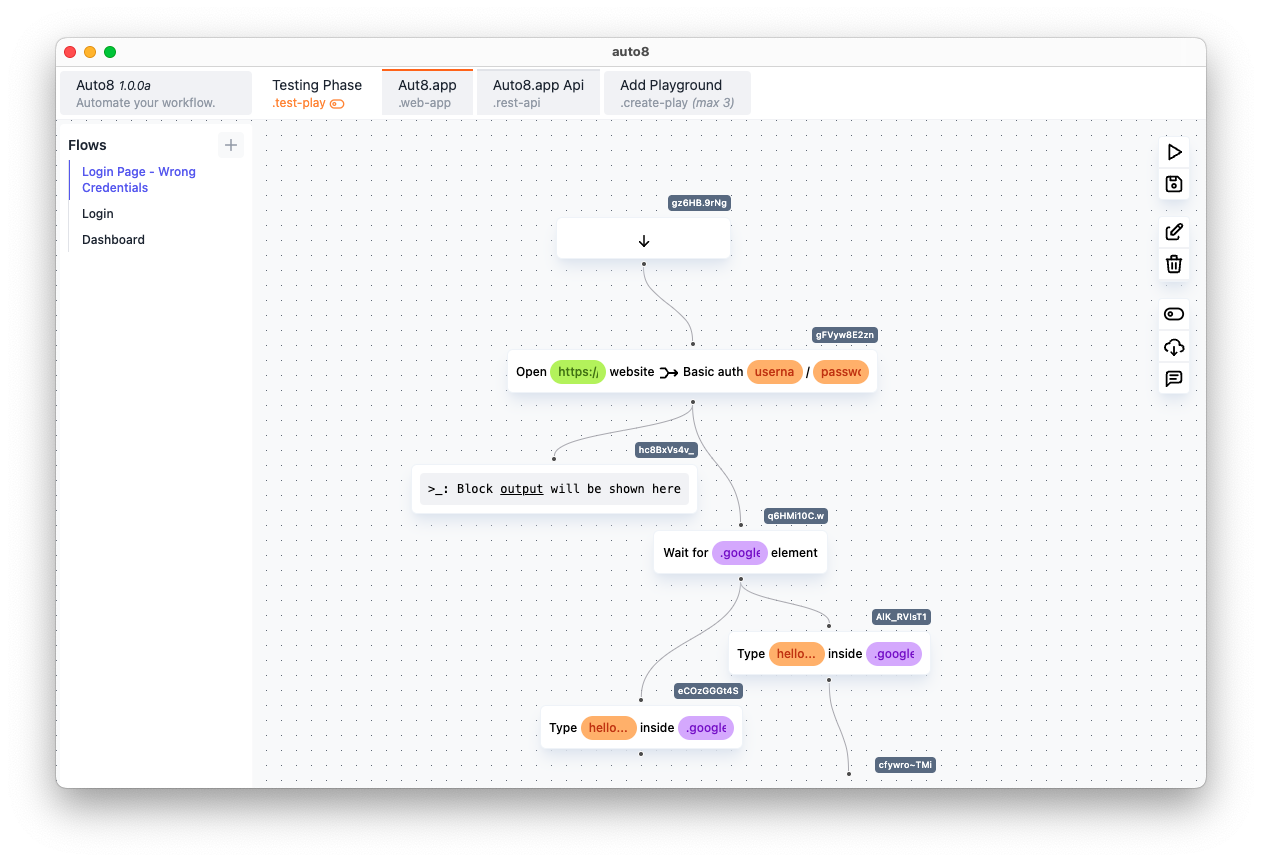 auto8
Auto8 1.0.0a
Automate your workflow.
Testing Phase
.test-play
Aut8.app
.web-app
Auto8.app Api
.rest-api
Add Playground
.create-play (max 3)
Flows
Login Page - Wrong
Credentials
Login
Dashboard
gz6HB.9rNg
gFVyw8E2zn
Open https:/ website Basic auth userna / passwo
hc8BxVs4v_
>_: Block output will be shown here
q6HMi10C.w
Wait for .google element
AIK_RVIsT1
Type hello... inside .google
eCOzGGGt4S
Type hello... inside .google
cfywro~TMi